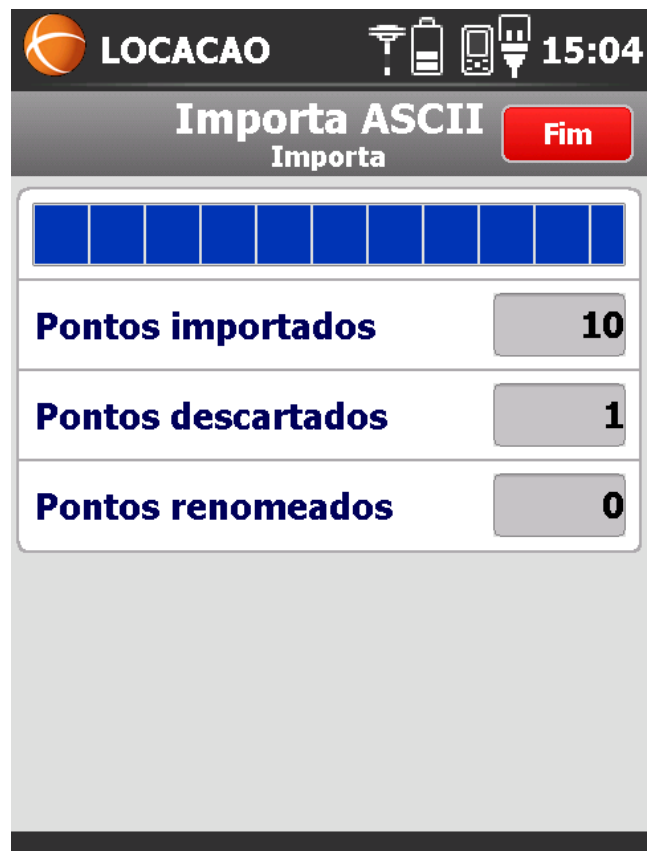 LOCACAO 15:04
Importa ASCII
Importa
Fim
Pontos importados 10
Pontos descartados 1
Pontos renomeados 0